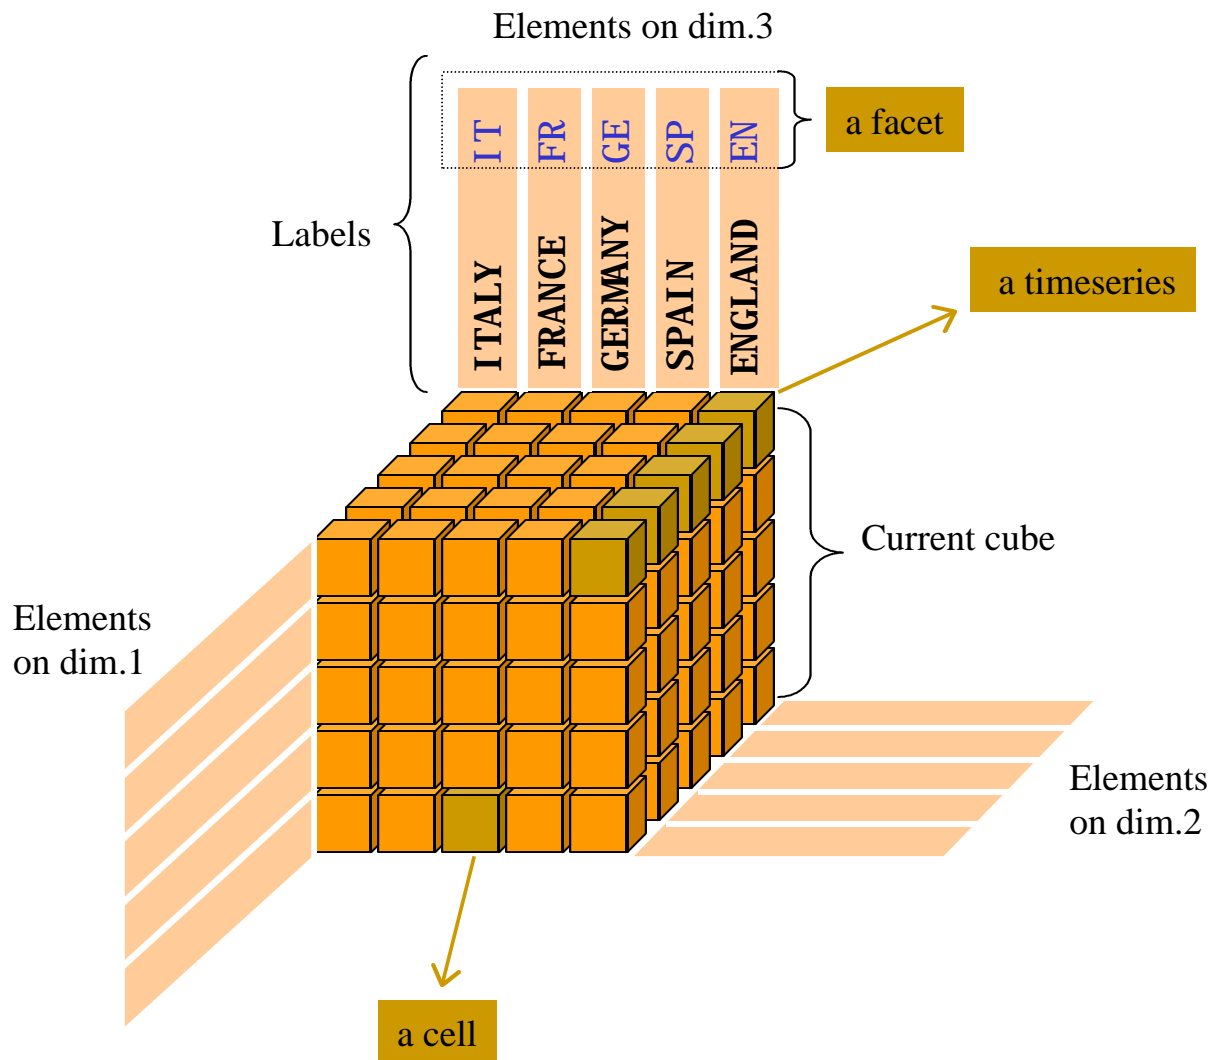 Elements on dim.3
IT
FR
GE
SP
EN
a facet
Labels
ITALY
FRANCE
GERMANY
SPAIN
ENGLAND
a timeseries
Current cube
Elements
on dim.1
Elements
on dim.2
a cell